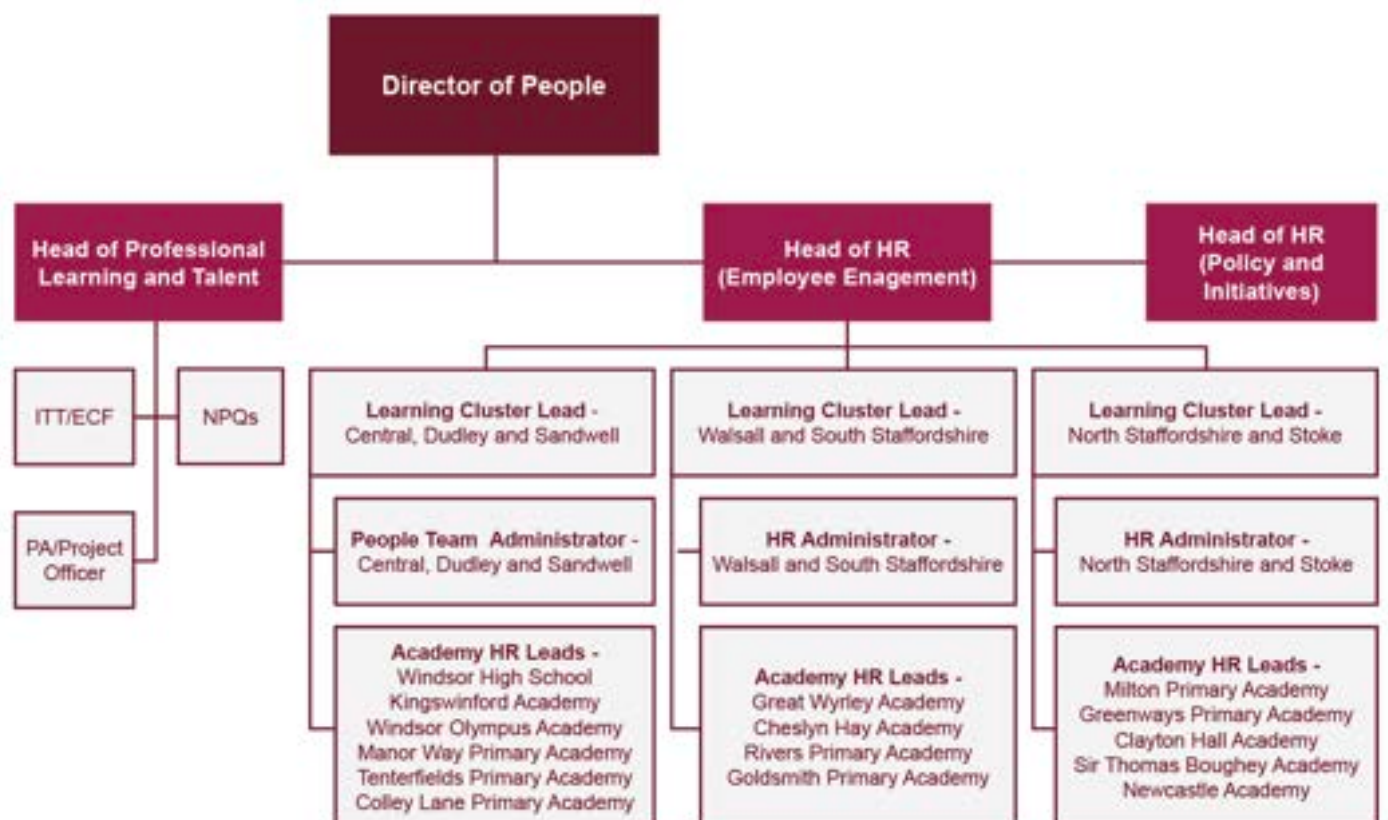 Director of People
Head of Professional
Learning and Talent
Head of HR
(Employee Enagement)
Head of HR
(Policy and
Initiatives)
ITT/ECF
NPQs
PA/Project
Officer
Learning Cluster Lead -
Central, Dudley and Sandwell
People Team Administrator -
Central, Dudley and Sandwell
Academy HR Leads -
Windsor High School
Kingswinford Academy
Windsor Olympus Academy
Manor Way Primary Academy
Tenterfields Primary Academy
Colley Lane Primary Academy
Learning Cluster Lead -
Walsall and South Staffordshire
HR Administrator -
Walsall and South Staffordshire
Academy HR Leads -
Great Wyrley Academy
Cheslyn Hay Academy
Rivers Primary Academy
Goldsmith Primary Academy
Learning Cluster Lead -
North Staffordshire and Stoke
HR Administrator -
North Staffordshire and Stoke
Academy HR Leads -
Milton Primary Academy
Greenways Primary Academy
Clayton Hall Academy
Sir Thomas Boughey Academy
Newcastle Academy